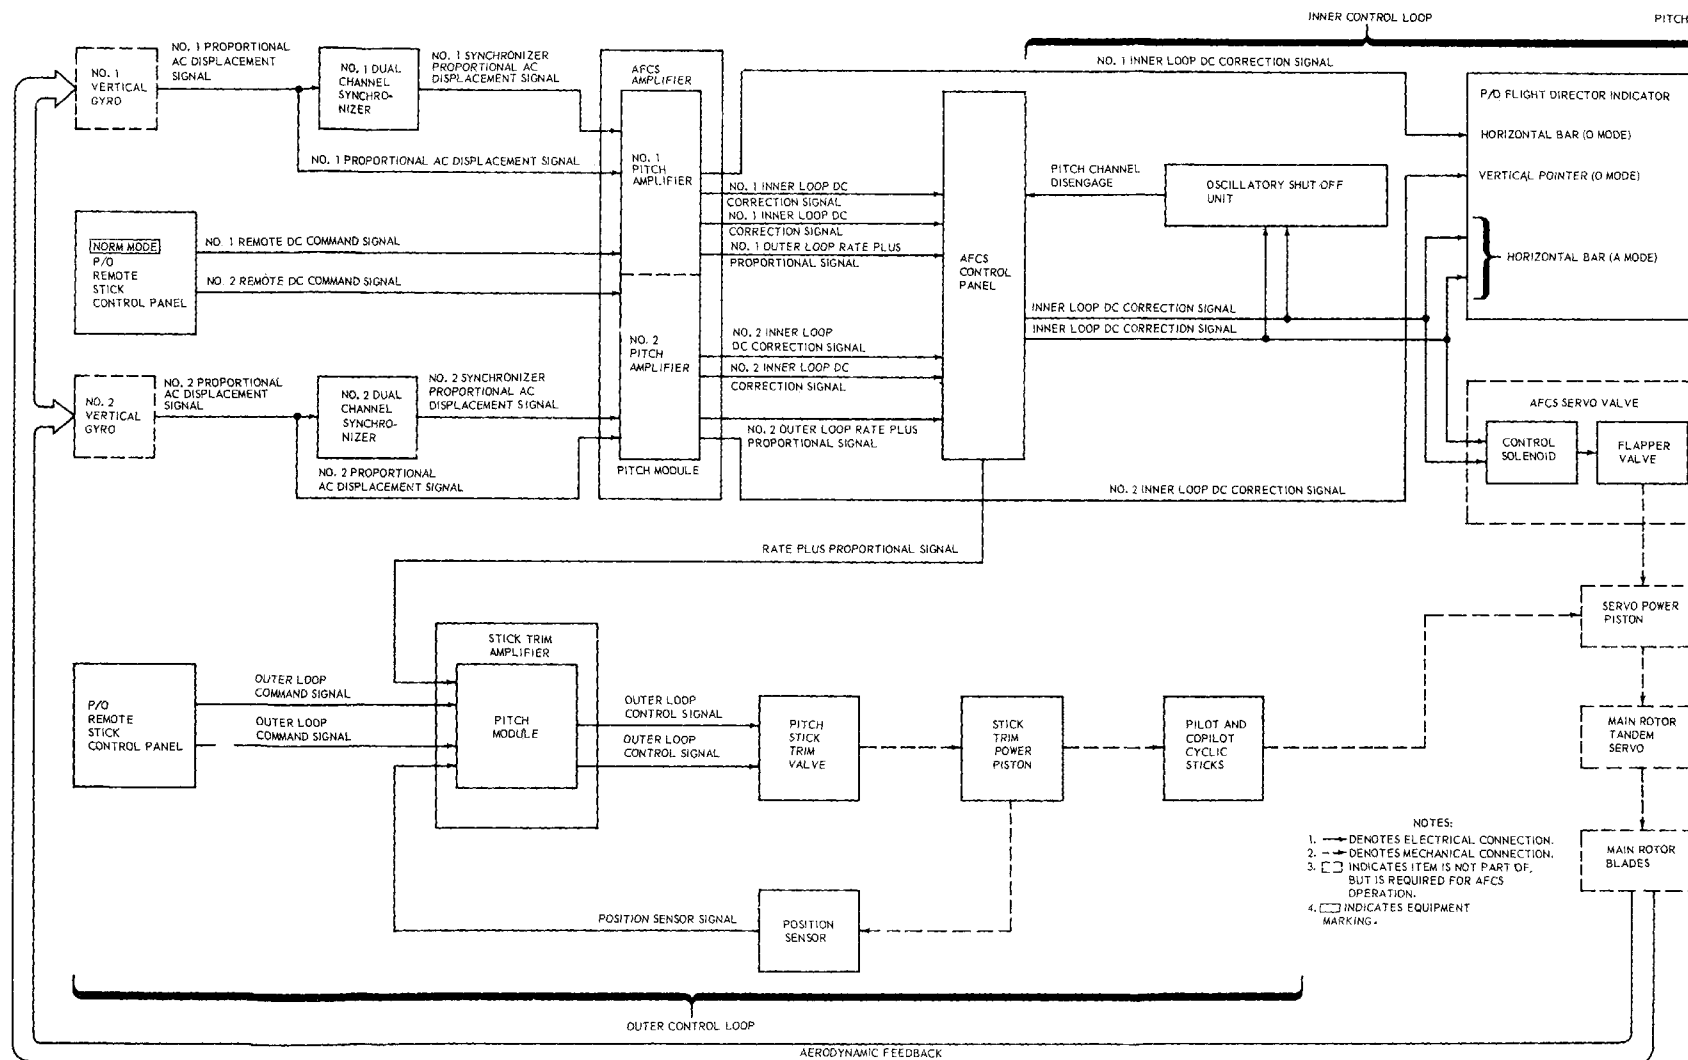 INNER CONTROL LOOP
PITCH
NO. 1
VERTICAL
GYRO
NO. 1 PROPORTIONAL
AC DISPLACEMENT
SIGNAL
NO. 1 DUAL
CHANNEL
SYNCHRO-
NIZER
NO. 1 SYNCHRONIZER
PROPORTIONAL AC
DISPLACEMENT SIGNAL
NO. 1 PROPORTIONAL AC DISPLACEMENT SIGNAL
AFCS
AMPLIFIER
NO. 1
PITCH
AMPLIFIER
NO. 1 INNER LOOP DC CORRECTION SIGNAL
NO. 1 INNER LOOP DC
CORRECTION SIGNAL
NO. 1 INNER LOOP DC
CORRECTION SIGNAL
NO. 1 OUTER LOOP RATE PLUS
PROPORTIONAL SIGNAL
NORM MODE
P/O
REMOTE
STICK
CONTROL PANEL
NO. 1 REMOTE DC COMMAND SIGNAL
NO. 2 REMOTE DC COMMAND SIGNAL
NO. 2
PITCH
AMPLIFIER
PITCH MODULE
NO. 2 INNER LOOP
DC CORRECTION SIGNAL
NO. 2 INNER LOOP DC
CORRECTION SIGNAL
NO. 2 OUTER LOOP RATE PLUS
PROPORTIONAL SIGNAL
NO. 2
VERTICAL
GYRO
NO. 2 PROPORTIONAL
AC DISPLACEMENT
SIGNAL
NO. 2 DUAL
CHANNEL
SYNCHRO-
NIZER
NO. 2 SYNCHRONIZER
PROPORTIONAL AC
DISPLACEMENT SIGNAL
NO. 2 PROPORTIONAL
AC DISPLACEMENT SIGNAL
AFCS
CONTROL
PANEL
PITCH CHANNEL
DISENGAGE
OSCILLATORY SHUT OFF
UNIT
INNER LOOP DC CORRECTION SIGNAL
INNER LOOP DC CORRECTION SIGNAL
P/O FLIGHT DIRECTOR INDICATOR
HORIZONTAL BAR (O MODE)
VERTICAL POINTER (O MODE)
HORIZONTAL BAR (A MODE)
AFCS SERVO VALVE
CONTROL
SOLENOID
FLAPPER
VALVE
NO. 2 INNER LOOP DC CORRECTION SIGNAL
RATE PLUS PROPORTIONAL SIGNAL
SERVO POWER
PISTON
MAIN ROTOR
TANDEM
SERVO
MAIN ROTOR
BLADES
P/O
REMOTE
STICK
CONTROL PANEL
OUTER LOOP
COMMAND SIGNAL
OUTER LOOP
COMMAND SIGNAL
STICK TRIM
AMPLIFIER
PITCH
MODULE
OUTER LOOP
CONTROL SIGNAL
OUTER LOOP
CONTROL SIGNAL
PITCH
STICK
TRIM
VALVE
STICK
TRIM
POWER
PISTON
PILOT AND
COPILOT
CYCLIC
STICKS
POSITION SENSOR SIGNAL
POSITION
SENSOR
NOTES:
1. DENOTES ELECTRICAL CONNECTION.
2. DENOTES MECHANICAL CONNECTION.
3. INDICATES ITEM IS NOT PART OF,
BUT IS REQUIRED FOR AFCS
OPERATION.
4. INDICATES EQUIPMENT
MARKING.
OUTER CONTROL LOOP
AERODYNAMIC FEEDBACK